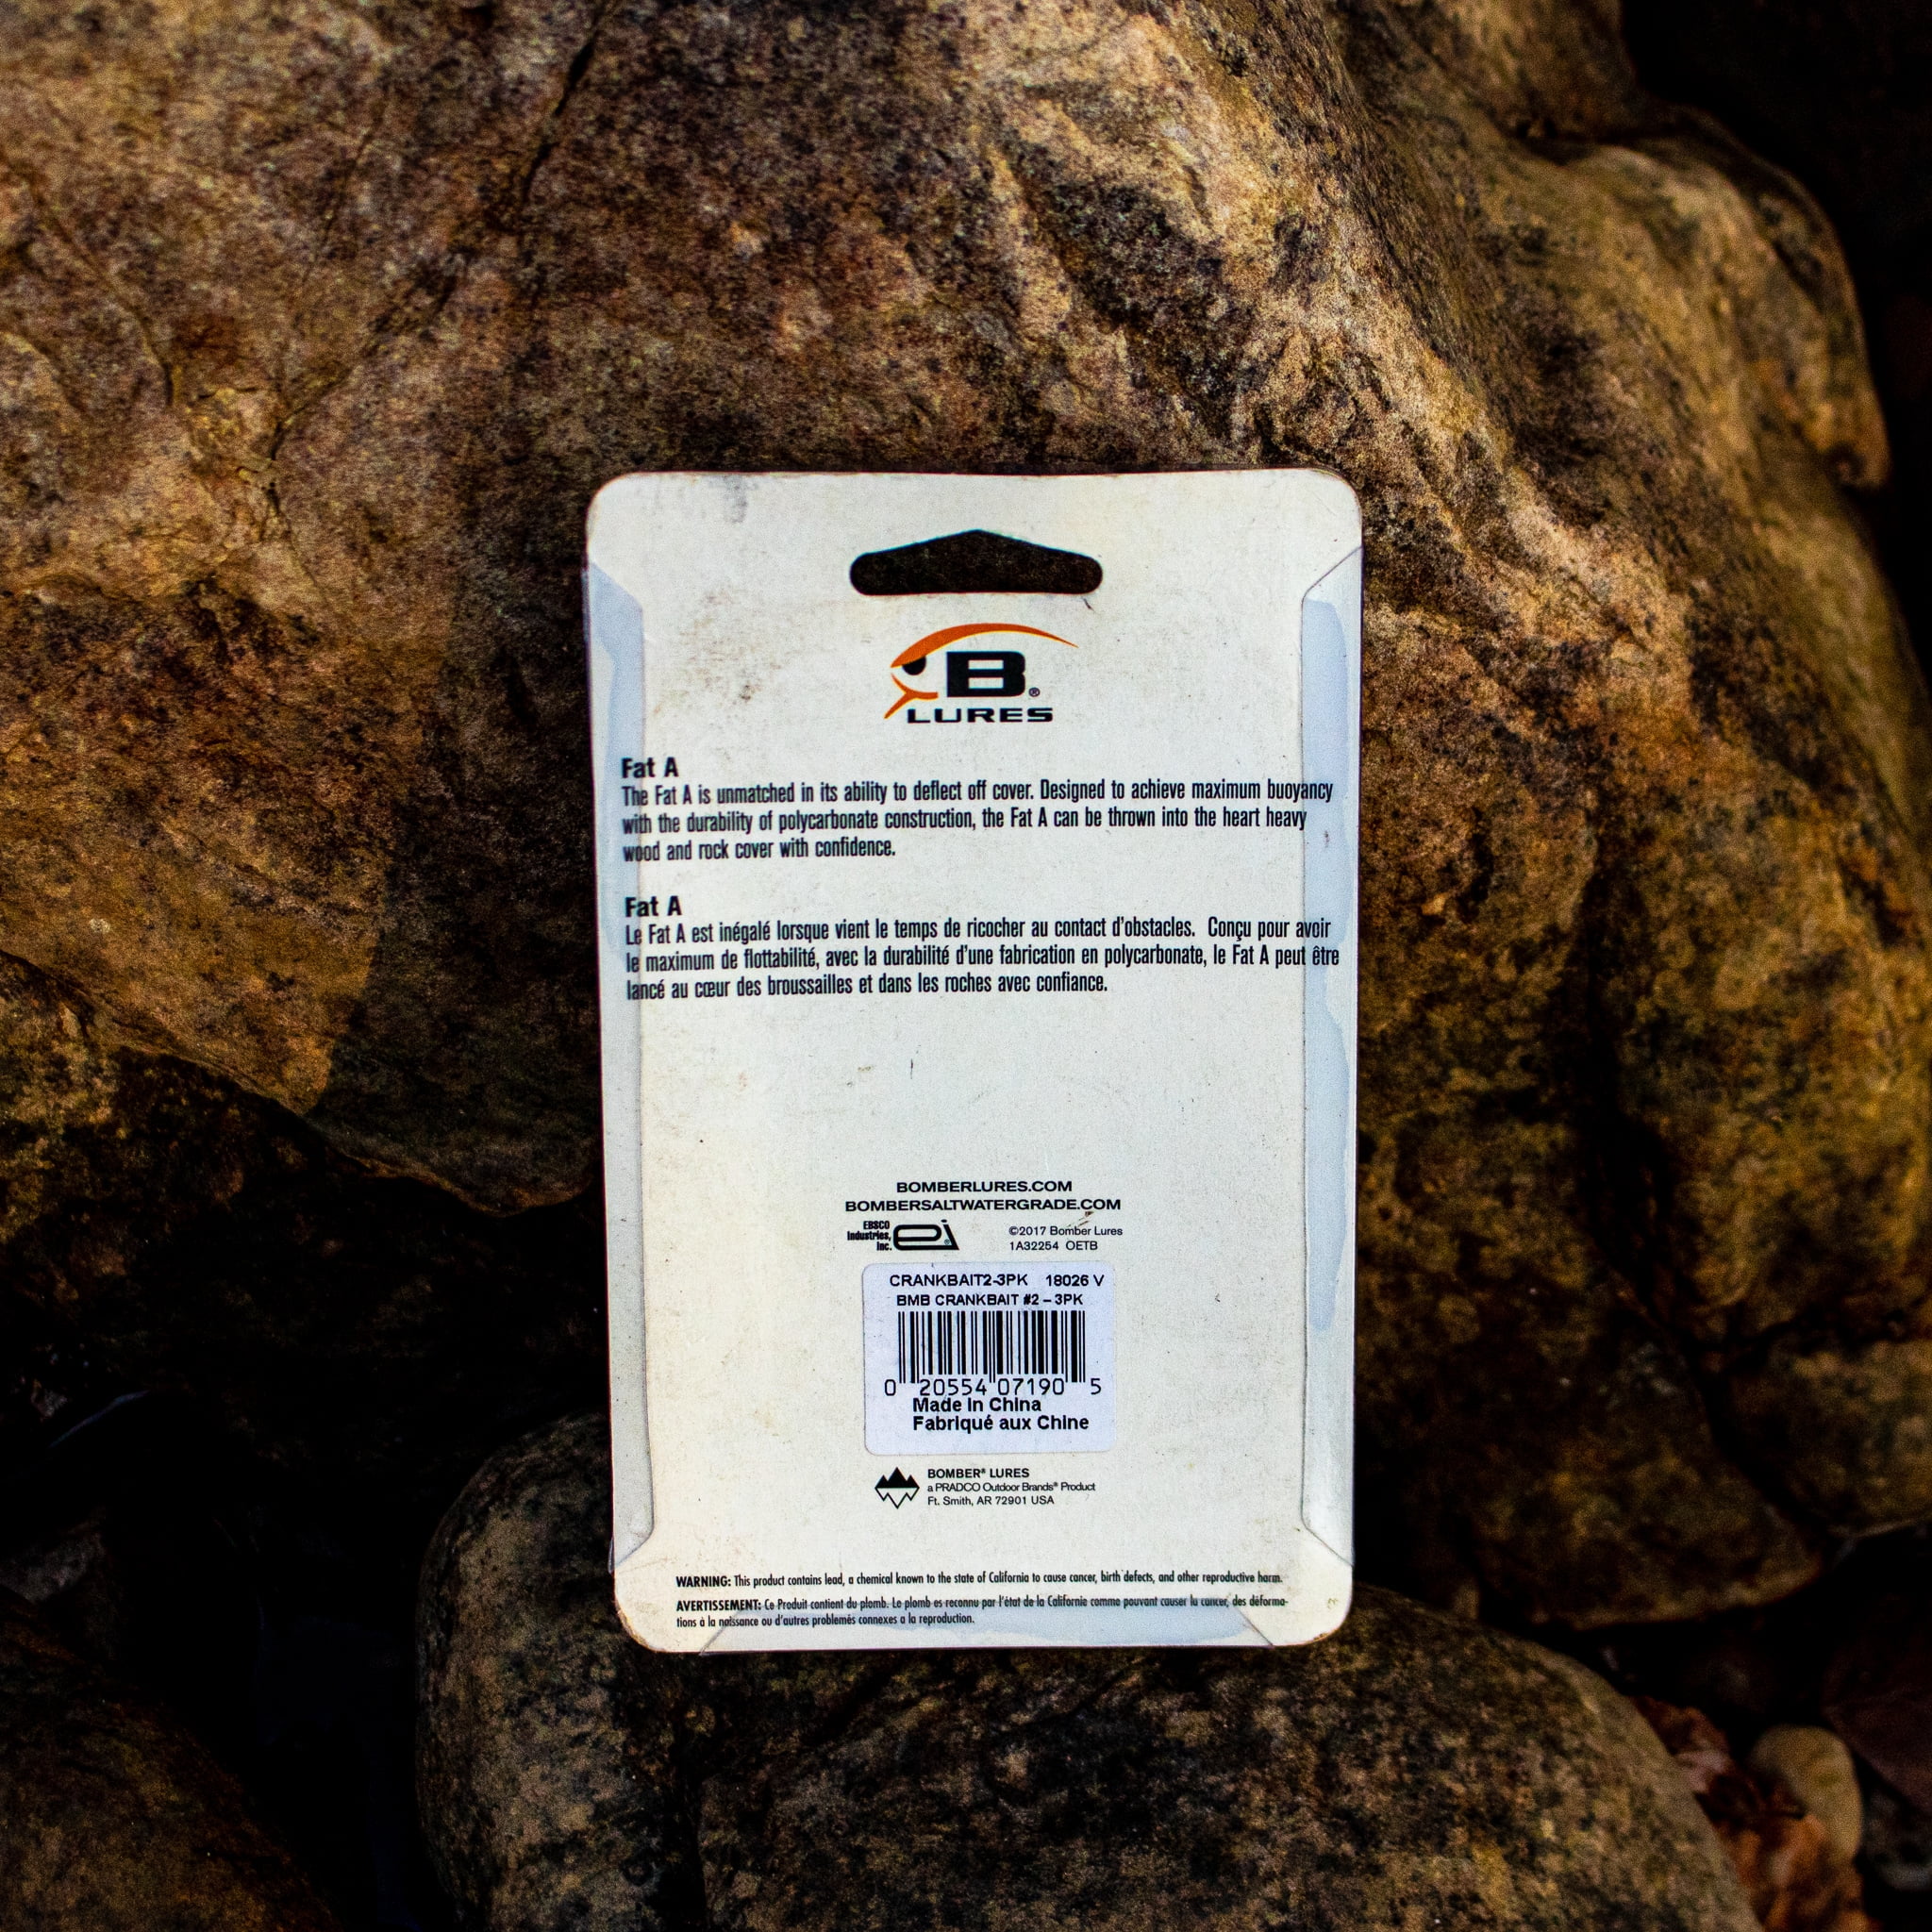 B®
LURES
Fat A
The Fat A is unmatched in its ability to deflect off cover. Designed to achieve maximum buoyancy
with the durability of polycarbonate construction, the Fat A can be thrown into the heart heavy
wood and rock cover with confidence.
Fat A
Le Fat A est inégalé lorsque vient le temps de ricocher au contact d'obstacles. Conçu pour avoir
le maximum de flottabilité, avec la durabilité d'une fabrication en polycarbonate, le Fat A peut être
lancé au cœur des broussailles et dans les roches avec confiance.
BOMBERLURES.COM
BOMBERSALTWATERGRADE.COM
EBSCO
Industries,
Inc.
ei®
©2017 Bomber Lures
1A32254 OETB
CRANKBAIT2-3PK 18026 V
BMB CRANKBAIT #2 – 3PK
0 20554 07190 5
Made in China
Fabriqué aux Chine
BOMBER® LURES
a PRADCO Outdoor Brands® Product
Ft. Smith, AR 72901 USA
WARNING: This product contains lead, a chemical known to the state of California to cause cancer, birth defects, and other reproductive harm.
AVERTISSEMENT: Ce Produit contient du plomb. Le plomb es reconnu par l'état de la Californie comme pouvant causer lu cancer, des déforma-
tions à la naissance ou d'autres problemés connexes a la reproduction.